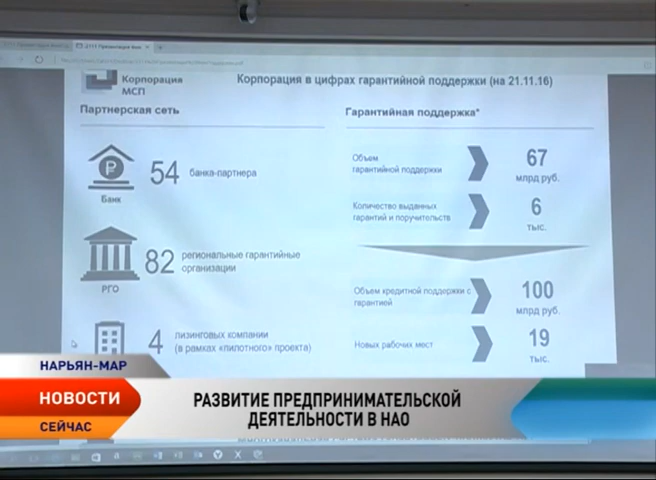 2111 Презентация
Корпорация
МСП
Корпорация в цифрах гарантийной поддержки (на 21.11.16)
Партнерская сеть
Гарантийная поддержка*
Банк
54 банка-партнера
РГО
82 региональные гарантийные
организации
4 лизинговых компании
(в рамках «пилотного» проекта)
Объем
гарантийной поддержки
67
млрд руб.
Количество выданных
гарантий и поручительств
6
тыс.
Объем кредитной поддержки с
гарантией
100
млрд руб.
Новых рабочих мест
19
тыс.
НАРЬЯН-МАР
НОВОСТИ
СЕЙЧАС
РАЗВИТИЕ ПРЕДПРИНИМАТЕЛЬСКОЙ
ДЕЯТЕЛЬНОСТИ В НАО